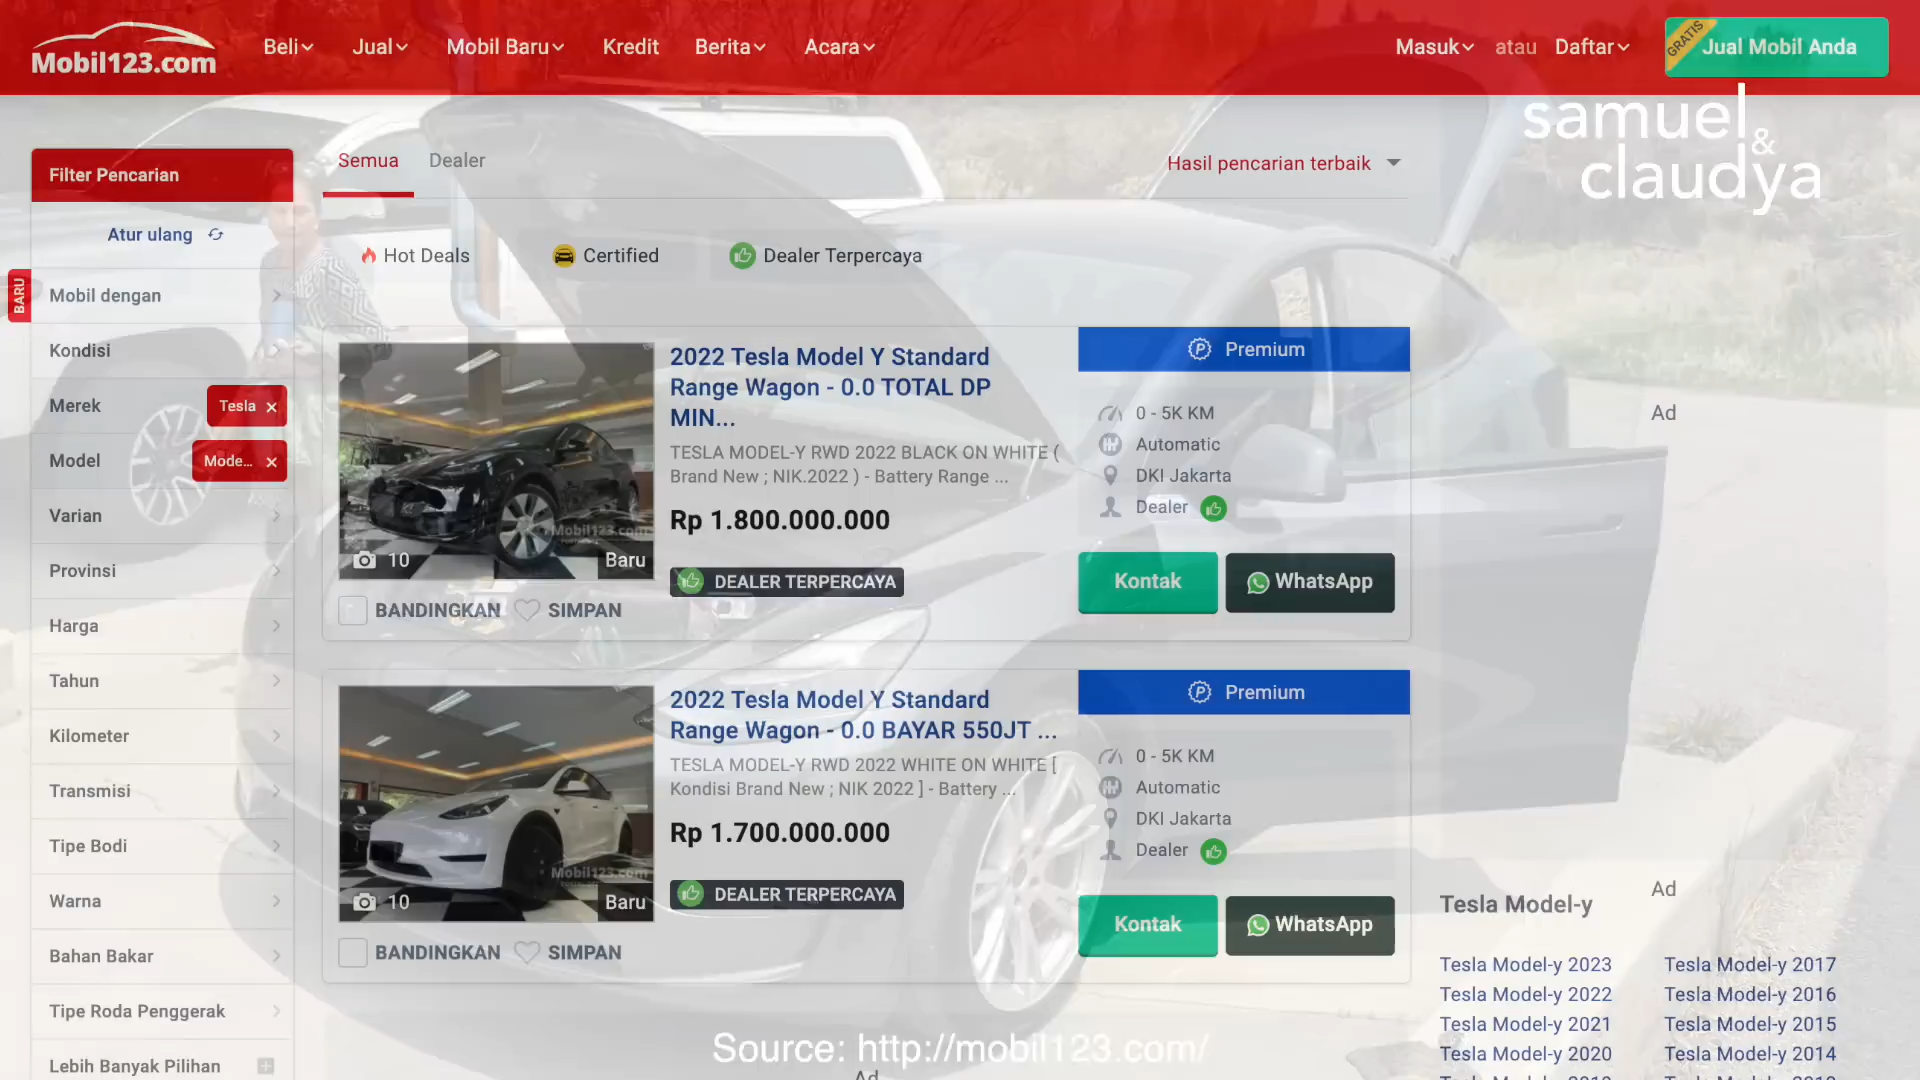 Mobil123.com
Beli
Jual
Mobil Baru
Kredit
Berita
Acara
Masuk
atau
Daftar
GRATIS
Jual Mobil Anda
samuel
&
claudya
Filter Pencarian
Atur ulang
BARU
Mobil dengan
Kondisi
Merek
Tesla
Model
Mode...
Varian
Provinsi
Harga
Tahun
Kilometer
Transmisi
Tipe Bodi
Warna
Bahan Bakar
Tipe Roda Penggerak
Lebih Banyak Pilihan
Semua
Dealer
Hasil pencarian terbaik
Hot Deals
Certified
Dealer Terpercaya
Mobil123.com
10
Baru
BANDINGKAN
SIMPAN
2022 Tesla Model Y Standard
Range Wagon - 0.0 TOTAL DP
MIN...
TESLA MODEL-Y RWD 2022 BLACK ON WHITE (
Brand New ; NIK.2022 ) - Battery Range ...
Rp 1.800.000.000
DEALER TERPERCAYA
Premium
0 - 5K KM
Automatic
DKI Jakarta
Dealer
Kontak
WhatsApp
Mobil123.com
10
Baru
BANDINGKAN
SIMPAN
2022 Tesla Model Y Standard
Range Wagon - 0.0 BAYAR 550JT ...
TESLA MODEL-Y RWD 2022 WHITE ON WHITE [
Kondisi Brand New ; NIK 2022 ] - Battery ...
Rp 1.700.000.000
DEALER TERPERCAYA
Premium
0 - 5K KM
Automatic
DKI Jakarta
Dealer
Kontak
WhatsApp
Ad
Ad
Tesla Model-y
Tesla Model-y 2023
Tesla Model-y 2017
Tesla Model-y 2022
Tesla Model-y 2016
Tesla Model-y 2021
Tesla Model-y 2015
Tesla Model-y 2020
Tesla Model-y 2014
Source: http://mobil123.com/
Ad